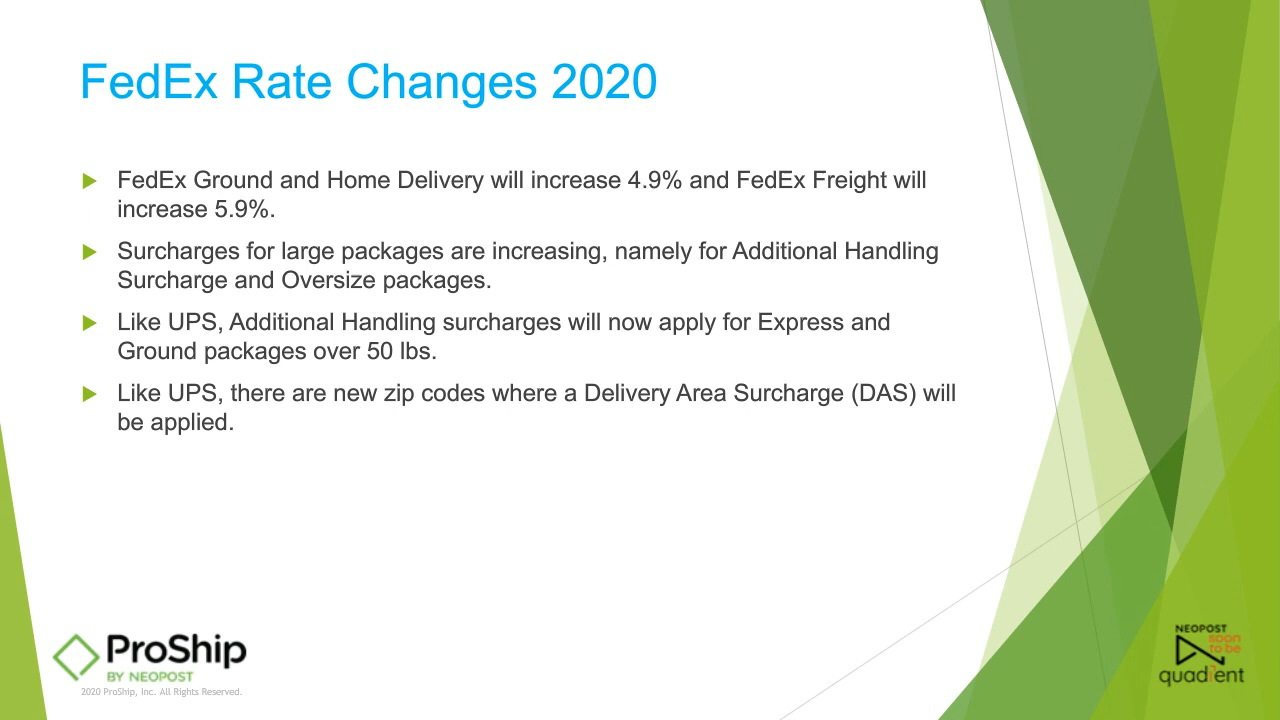 FedEx Rate Changes 2020
FedEx Ground and Home Delivery will increase 4.9% and FedEx Freight will
increase 5.9%.
Surcharges for large packages are increasing, namely for Additional Handling
Surcharge and Oversize packages.
Like UPS, Additional Handling surcharges will now apply for Express and
Ground packages over 50 lbs.
Like UPS, there are new zip codes where a Delivery Area Surcharge (DAS) will
be applied.
ProShip
BY NEOPOST
2020 ProShip, Inc. All Rights Reserved.
NEOPOST
soon
to be
quadient